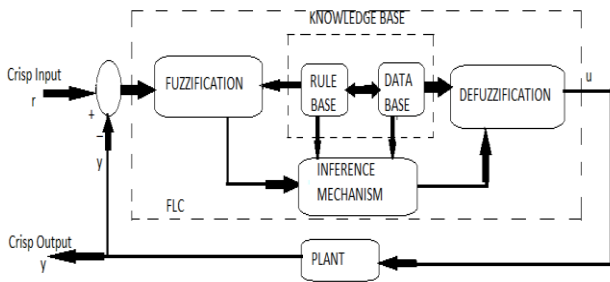 KNOWLEDGE BASE
Crisp Input
r
+
−
y
FUZZIFICATION
RULE
BASE
DATA
BASE
DEFUZZIFICATION
u
INFERENCE
MECHANISM
FLC
Crisp Output
y
PLANT